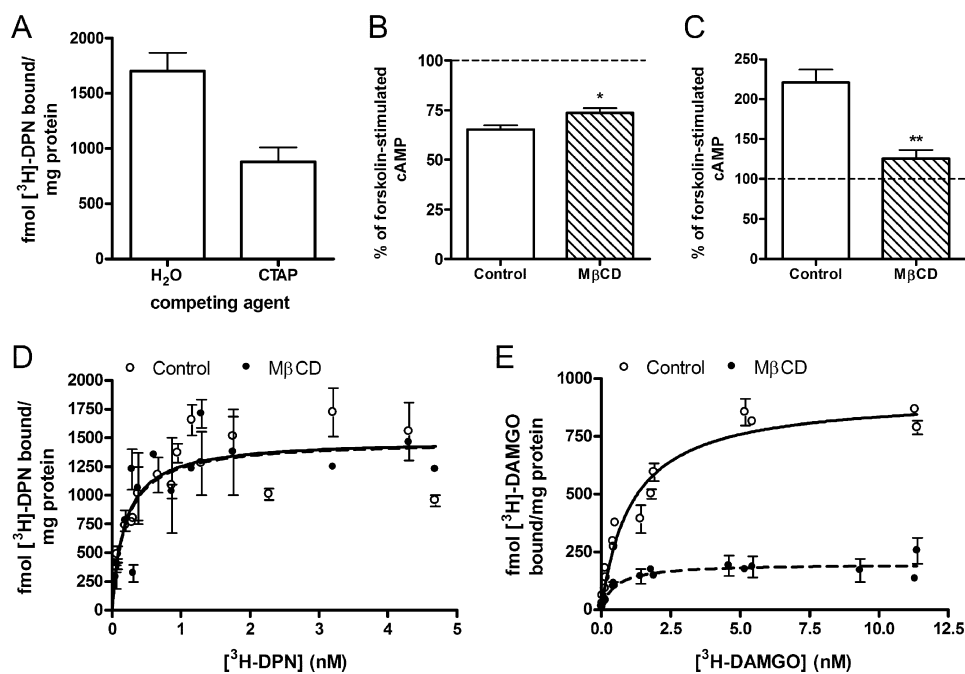 A
fmol [³H]-DPN bound/
mg protein
2000
1500
1000
500
0
H₂O
CTAP
competing agent
B
% of forskolin-stimulated
cAMP
100
75
50
25
0
*
Control
MβCD
C
% of forskolin-stimulated
cAMP
250
200
150
100
50
0
**
Control
MβCD
D
Control
MβCD
fmol [³H]-DPN bound/
mg protein
2000
1750
1500
1250
1000
750
500
250
0
0
1
2
3
4
5
[³H-DPN] (nM)
E
Control
MβCD
fmol [³H]-DAMGO
bound/mg protein
1000
750
500
250
0
0.0
2.5
5.0
7.5
10.0
12.5
[³H-DAMGO] (nM)